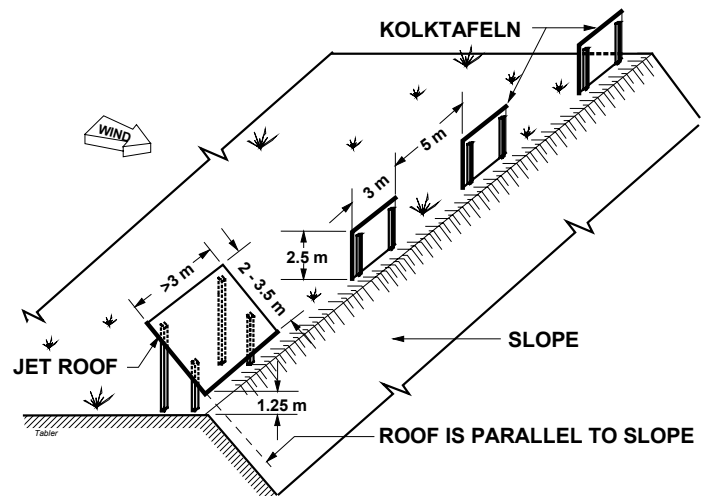 KOLKTAFELN
WIND
5 m
3 m
2.5 m
>3 m
2 - 3.5 m
JET ROOF
SLOPE
1.25 m
ROOF IS PARALLEL TO SLOPE
Tabler